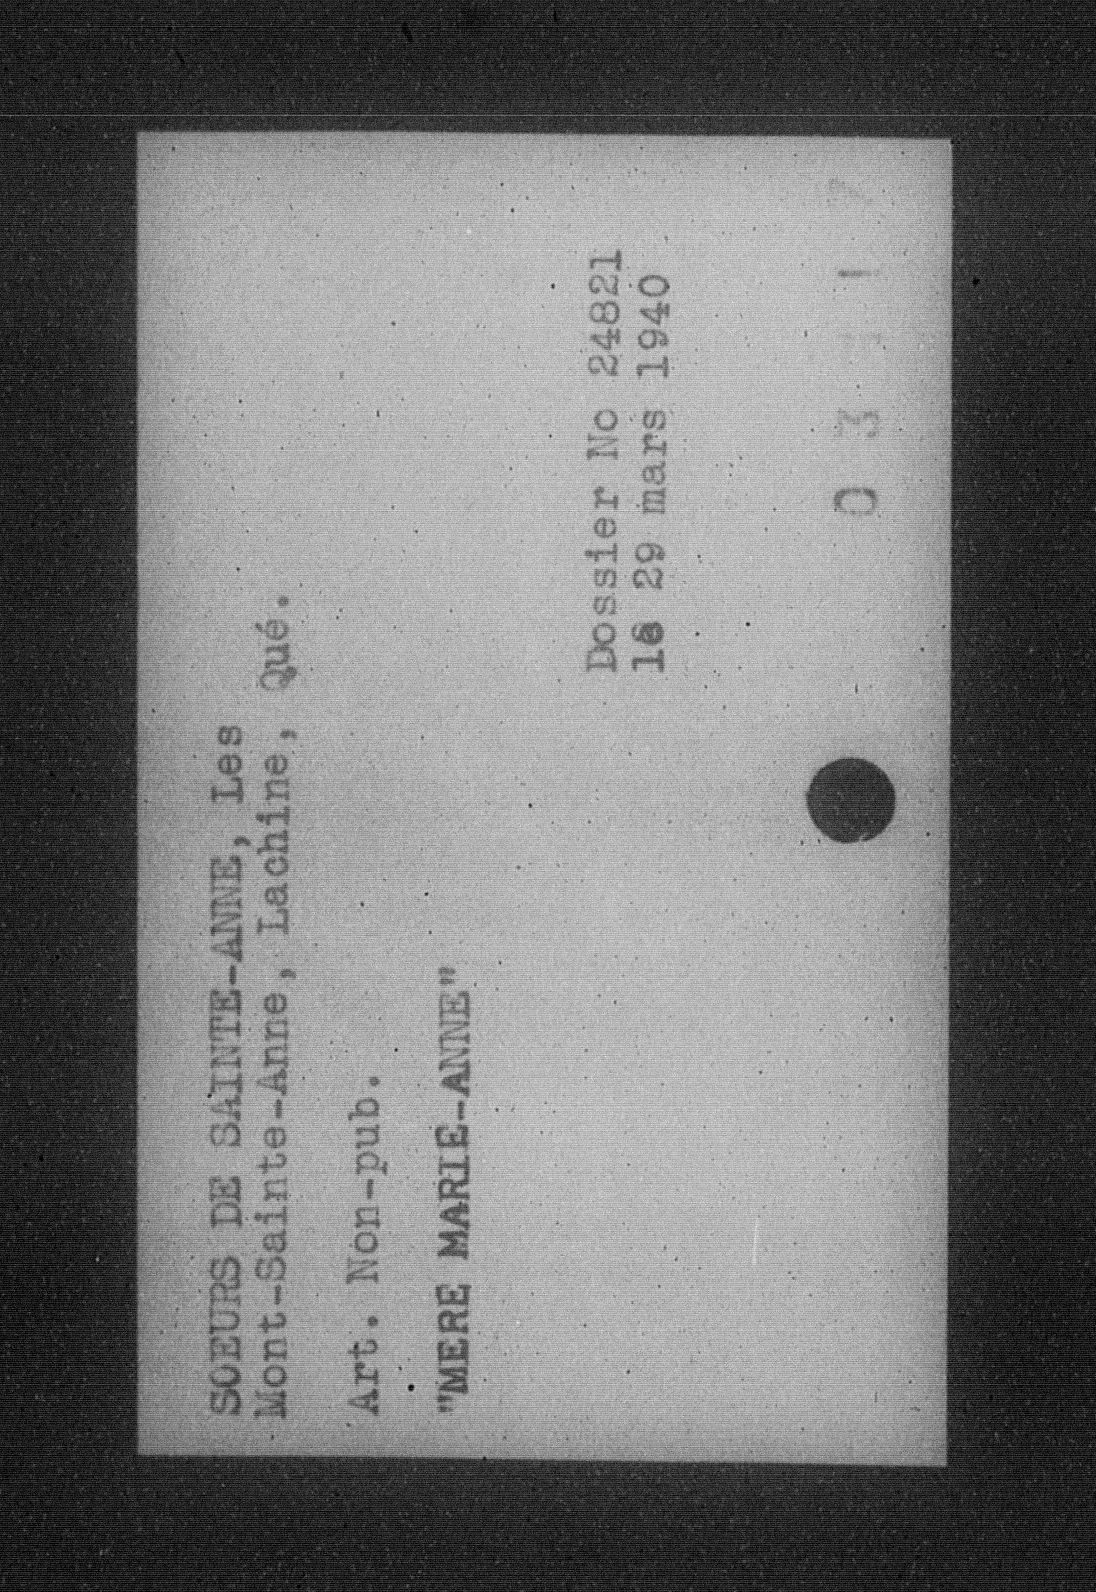 SOEURS DE SAINTE-ANNE, Les
Mont-Sainte-Anne, Lachine, Qué.
Art. Non-pub.
"MERE MARIE-ANNE"
Dossier No 24821
le 29 mars 1940